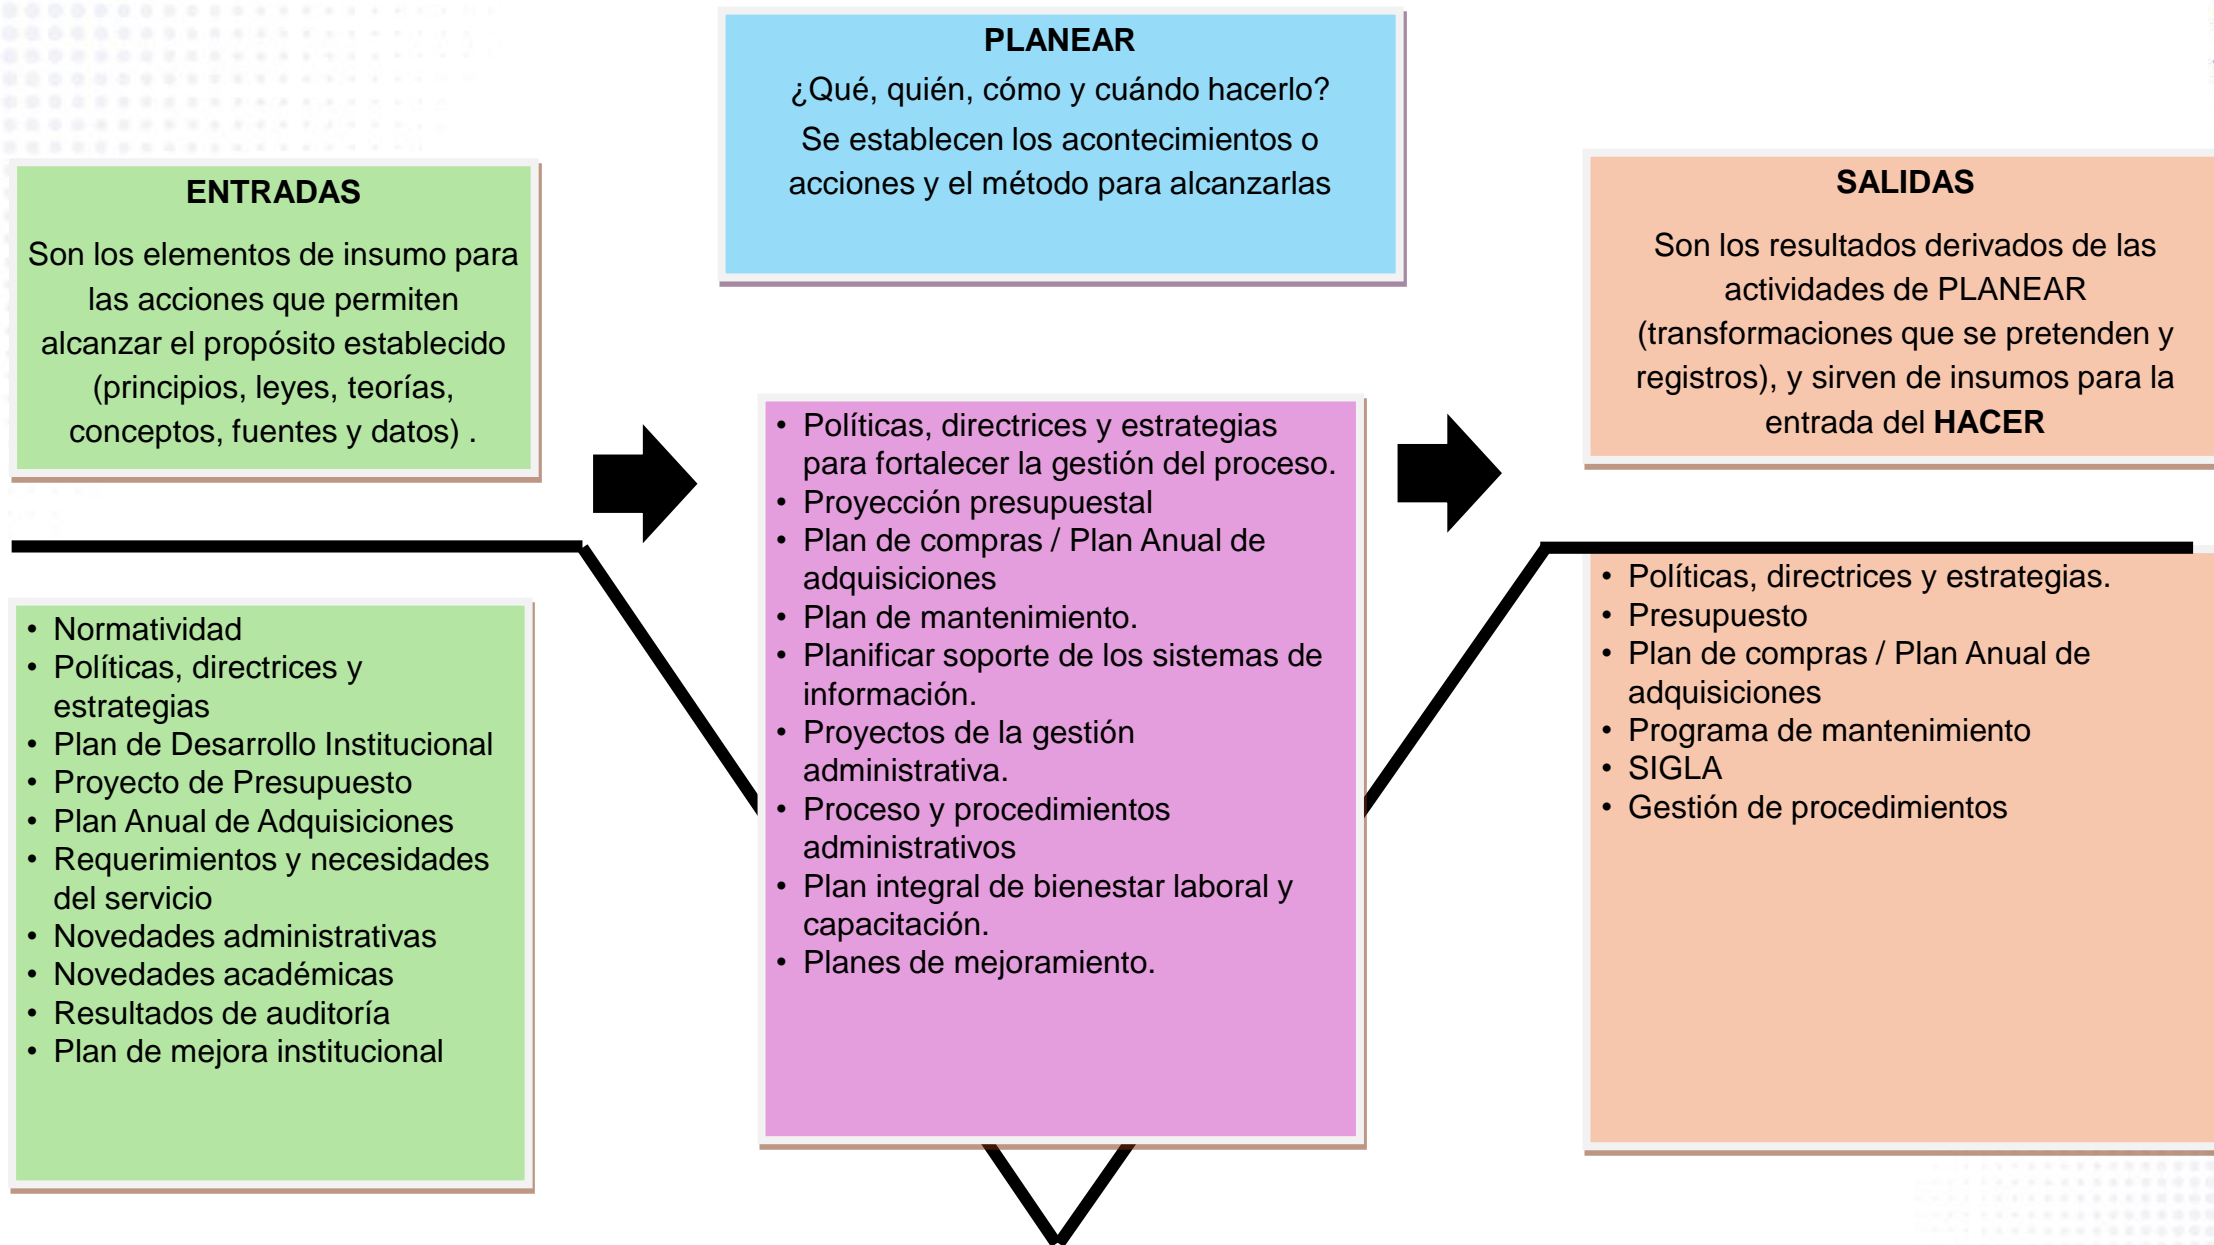 PLANEAR
¿Qué, quién, cómo y cuándo hacerlo?
Se establecen los acontecimientos o
acciones y el método para alcanzarlas
ENTRADAS
Son los elementos de insumo para
las acciones que permiten
alcanzar el propósito establecido
(principios, leyes, teorías,
conceptos, fuentes y datos) .
SALIDAS
Son los resultados derivados de las
actividades de PLANEAR
(transformaciones que se pretenden y
registros), y sirven de insumos para la
entrada del HACER
• Normatividad
• Políticas, directrices y
estrategias
• Plan de Desarrollo Institucional
• Proyecto de Presupuesto
• Plan Anual de Adquisiciones
• Requerimientos y necesidades
del servicio
• Novedades administrativas
• Novedades académicas
• Resultados de auditoría
• Plan de mejora institucional
• Políticas, directrices y estrategias
para fortalecer la gestión del proceso.
• Proyección presupuestal
• Plan de compras / Plan Anual de
adquisiciones
• Plan de mantenimiento.
• Planificar soporte de los sistemas de
información.
• Proyectos de la gestión
administrativa.
• Proceso y procedimientos
administrativos
• Plan integral de bienestar laboral y
capacitación.
• Planes de mejoramiento.
• Políticas, directrices y estrategias.
• Presupuesto
• Plan de compras / Plan Anual de
adquisiciones
• Programa de mantenimiento
• SIGLA
• Gestión de procedimientos